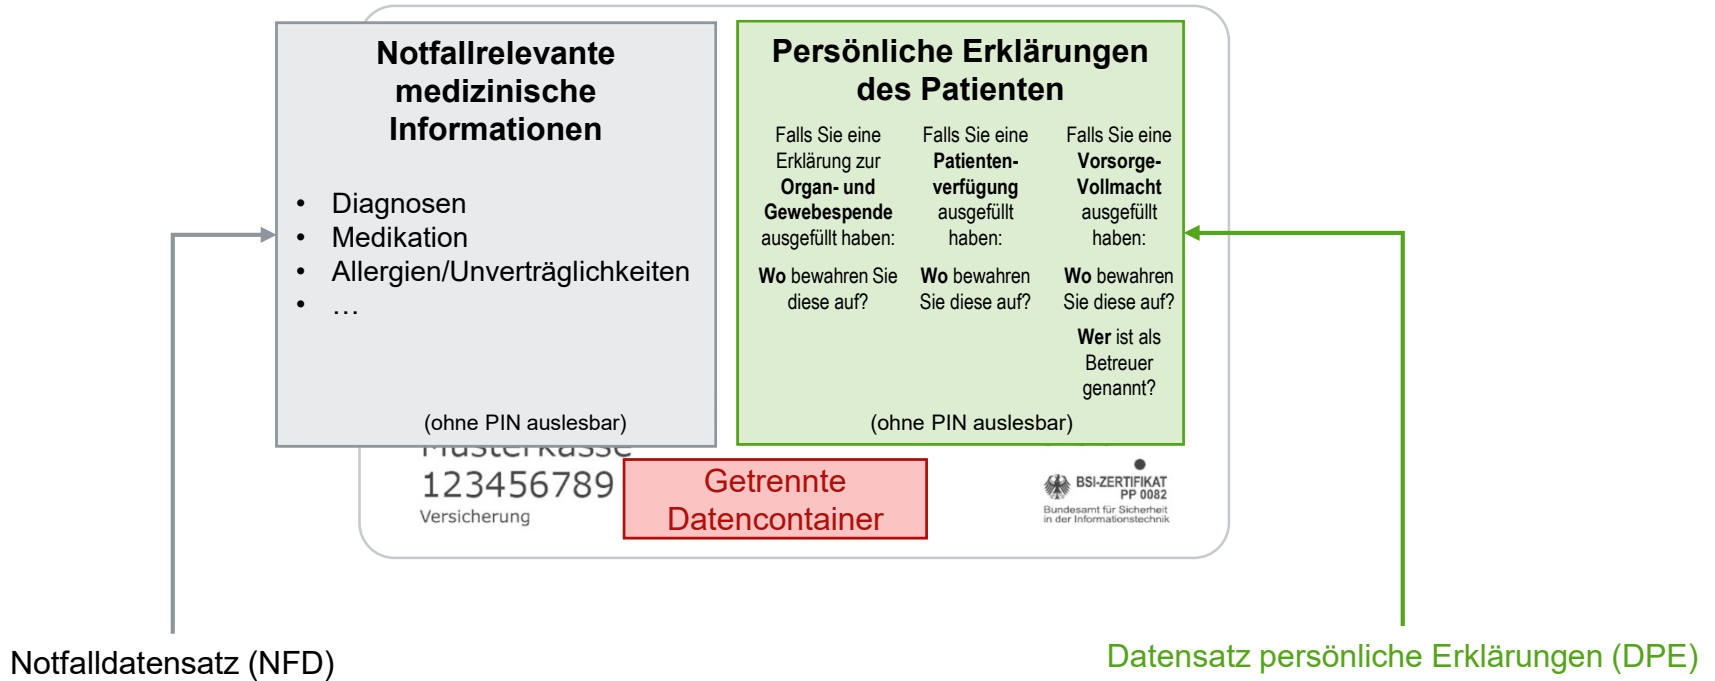 Notfallrelevante
medizinische
Informationen
• Diagnosen
• Medikation
• Allergien/Unverträglichkeiten
• …
(ohne PIN auslesbar)
Persönliche Erklärungen
des Patienten
Falls Sie eine
Erklärung zur
Organ- und
Gewebespende
ausgefüllt haben:
Wo bewahren Sie
diese auf?
Falls Sie eine
Patienten-
verfügung
ausgefüllt
haben:
Wo bewahren
Sie diese auf?
Falls Sie eine
Vorsorge-
Vollmacht
ausgefüllt
haben:
Wo bewahren
Sie diese auf?
Wer ist als
Betreuer
genannt?
(ohne PIN auslesbar)
Musterkasse
123456789
Versicherung
Getrennte
Datencontainer
BSI-ZERTIFIKAT
PP 0082
Bundesamt für Sicherheit
in der Informationstechnik
Notfalldatensatz (NFD)
Datensatz persönliche Erklärungen (DPE)